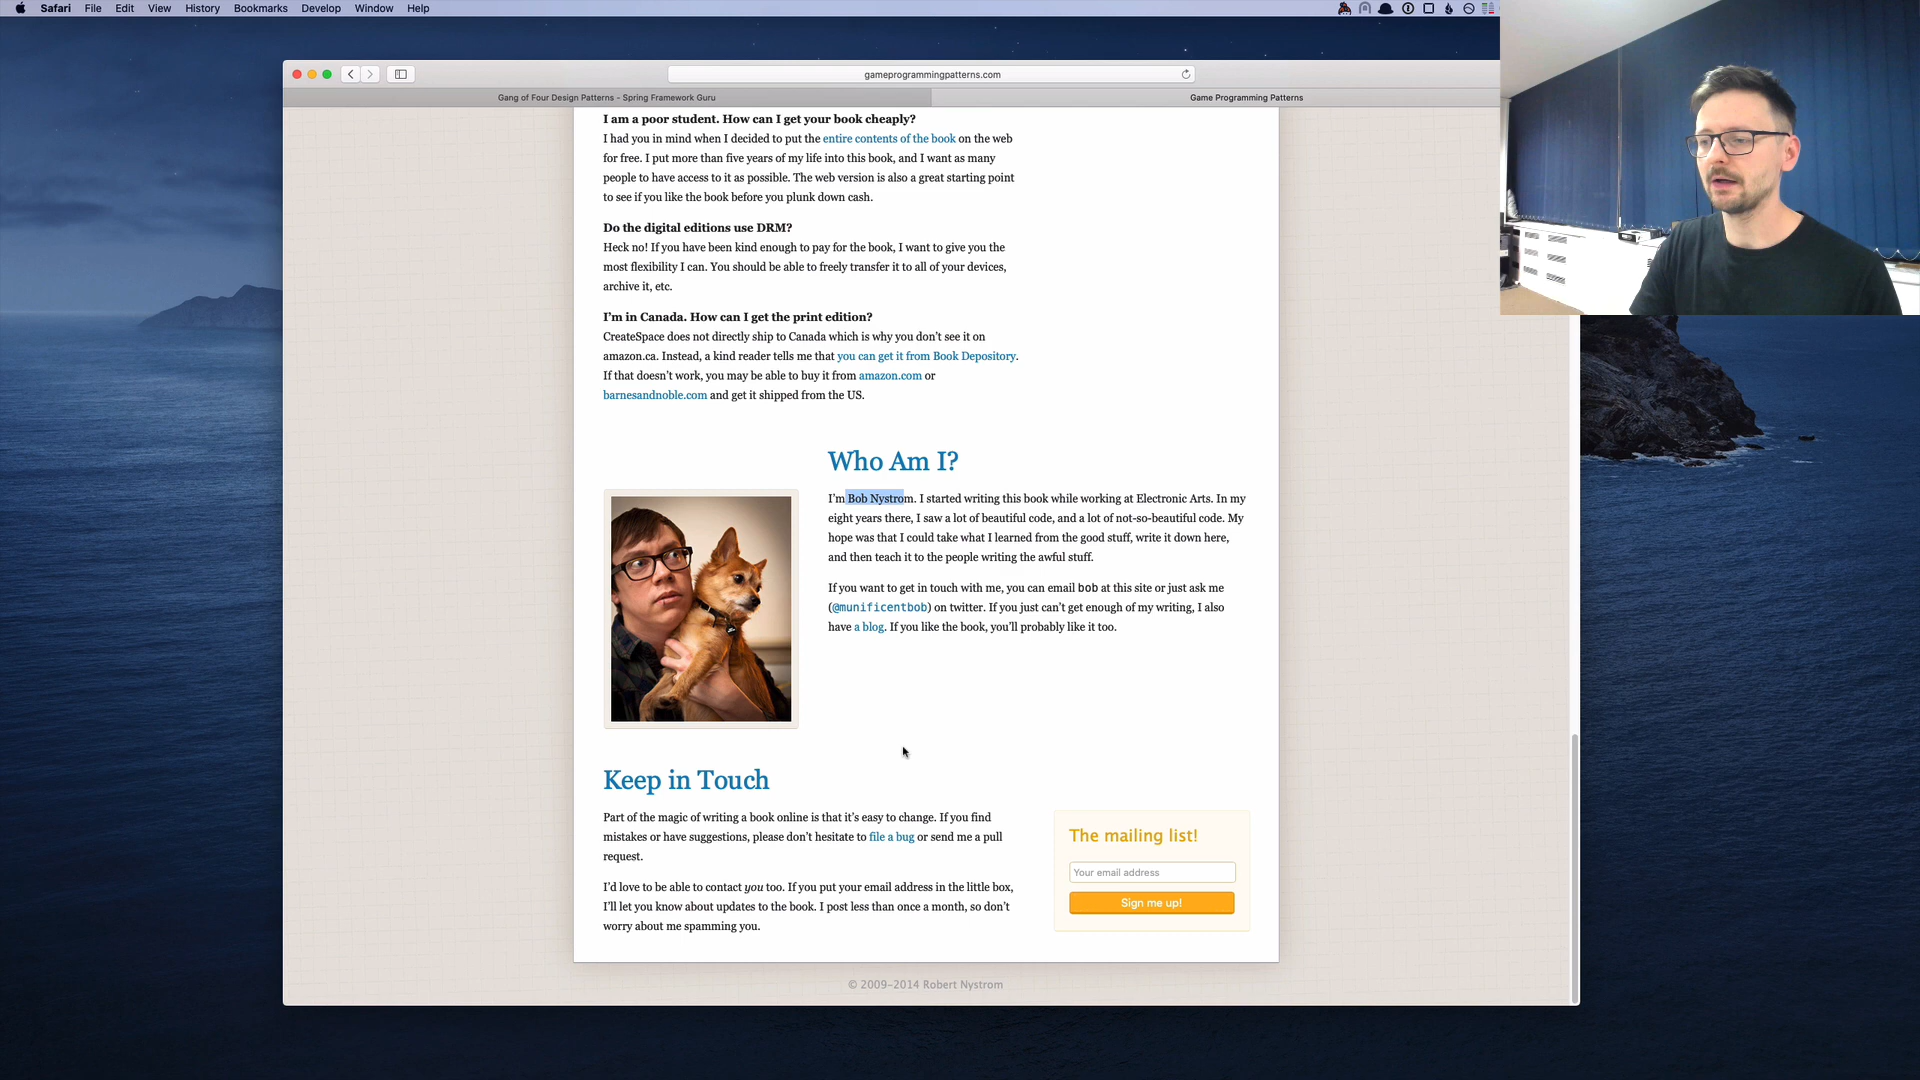 Safari File Edit View History Bookmarks Develop Window Help
gameprogrammingpatterns.com
Gang of Four Design Patterns - Spring Framework Guru
Game Programming Patterns
I am a poor student. How can I get your book cheaply?
I had you in mind when I decided to put the entire contents of the book on the web
for free. I put more than five years of my life into this book, and I want as many
people to have access to it as possible. The web version is also a great starting point
to see if you like the book before you plunk down cash.
Do the digital editions use DRM?
Heck no! If you have been kind enough to pay for the book, I want to give you the
most flexibility I can. You should be able to freely transfer it to all of your devices,
archive it, etc.
I’m in Canada. How can I get the print edition?
CreateSpace does not directly ship to Canada which is why you don’t see it on
amazon.ca. Instead, a kind reader tells me that you can get it from Book Depository.
If that doesn’t work, you may be able to buy it from amazon.com or
barnesandnoble.com and get it shipped from the US.
Who Am I?
I’m Bob Nystrom. I started writing this book while working at Electronic Arts. In my
eight years there, I saw a lot of beautiful code, and a lot of not-so-beautiful code. My
hope was that I could take what I learned from the good stuff, write it down here,
and then teach it to the people writing the awful stuff.
If you want to get in touch with me, you can email bob at this site or just ask me
(@munificentbob) on twitter. If you just can’t get enough of my writing, I also
have a blog. If you like the book, you’ll probably like it too.
Keep in Touch
Part of the magic of writing a book online is that it’s easy to change. If you find
mistakes or have suggestions, please don’t hesitate to file a bug or send me a pull
request.
I’d love to be able to contact you too. If you put your email address in the little box,
I’ll let you know about updates to the book. I post less than once a month, so don’t
worry about me spamming you.
The mailing list!
Your email address
Sign me up!
© 2009-2014 Robert Nystrom